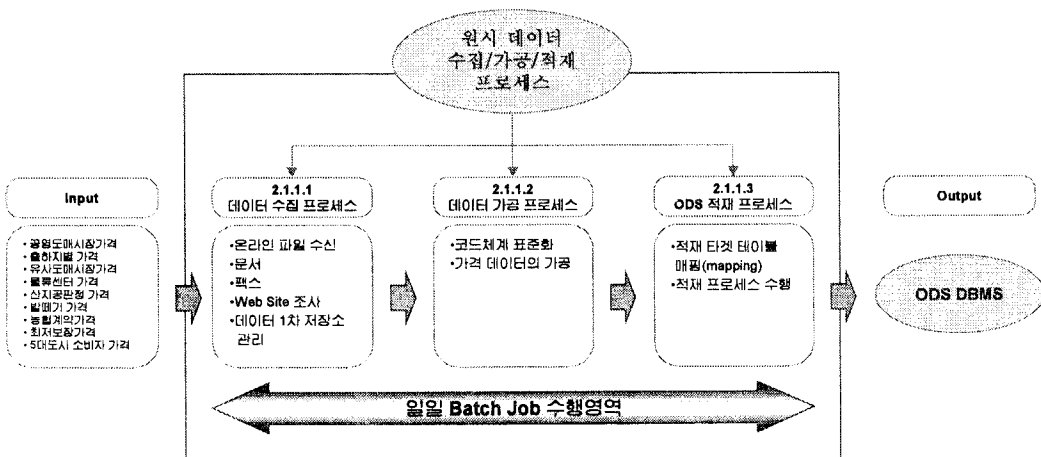 원시 데이터
수집/가공/적재
프로세스
Input
• 공영도매시장가격
• 출하지별 가격
• 유사도매시장가격
• 물류센터 가격
• 산지공판정 가격
• 밭떼기 가격
• 농협계약가격
• 최저보장가격
• 5대도시 소비자 가격
2.1.1.1
데이터 수집 프로세스
•온라인 파일 수신
•문서
•팩스
•Web Site 조사
•데이터 1차 저장소
관리
2.1.1.2
데이터 가공 프로세스
•코드체계 표준화
•가격 데이터의 가공
2.1.1.3
ODS 적재 프로세스
•적재 타겟 테이블
매핑(mapping)
•적재 프로세스 수행
Output
ODS DBMS
일일 Batch Job 수행영역